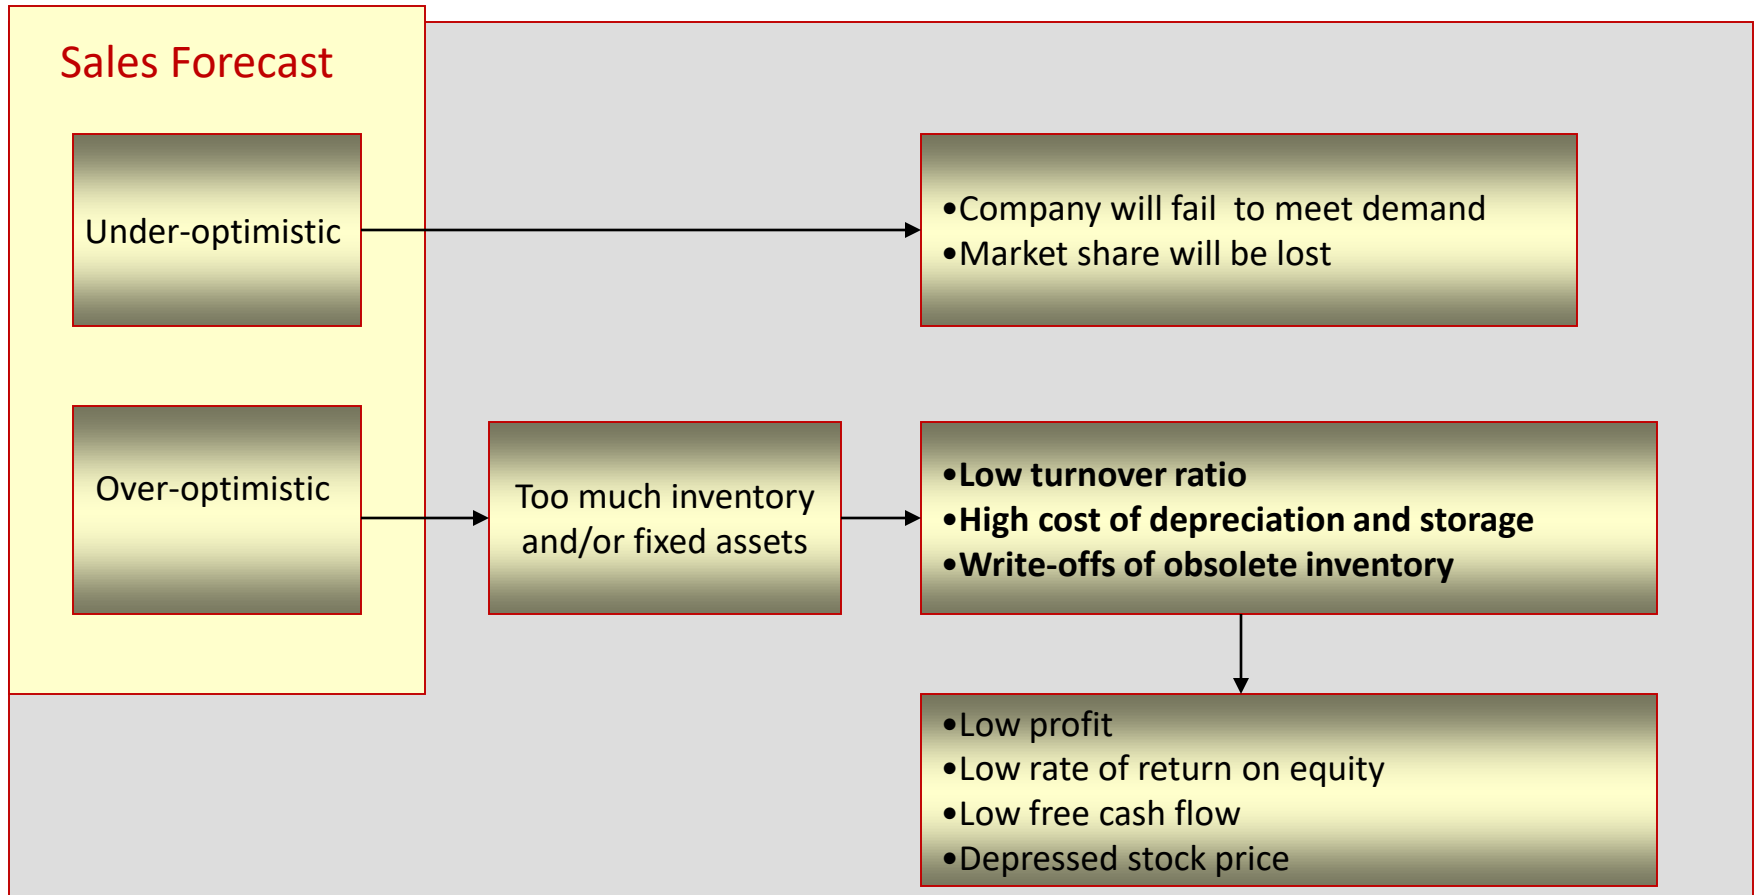 Sales Forecast
Under-optimistic
•Company will fail  to meet demand
•Market share will be lost
Over-optimistic
Too much inventory
and/or fixed assets
•Low turnover ratio
•High cost of depreciation and storage
•Write-offs of obsolete inventory
•Low profit
•Low rate of return on equity
•Low free cash flow
•Depressed stock price